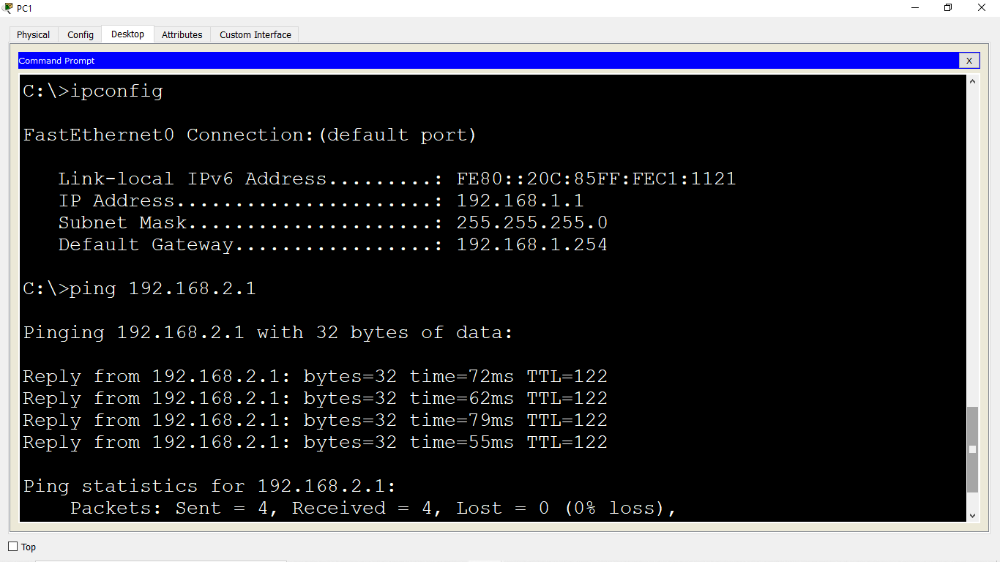 PC1
Physical Config Desktop Attributes Custom Interface
Command Prompt X
C:\>ipconfig
FastEthernet0 Connection:(default port)
Link-local IPv6 Address.........: FE80::20C:85FF:FEC1:1121
IP Address......................: 192.168.1.1
Subnet Mask.....................: 255.255.255.0
Default Gateway.................: 192.168.1.254
C:\>ping 192.168.2.1
Pinging 192.168.2.1 with 32 bytes of data:
Reply from 192.168.2.1: bytes=32 time=72ms TTL=122
Reply from 192.168.2.1: bytes=32 time=62ms TTL=122
Reply from 192.168.2.1: bytes=32 time=79ms TTL=122
Reply from 192.168.2.1: bytes=32 time=55ms TTL=122
Ping statistics for 192.168.2.1:
Packets: Sent = 4, Received = 4, Lost = 0 (0% loss),
Top